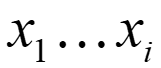 x₁ … xᵢ